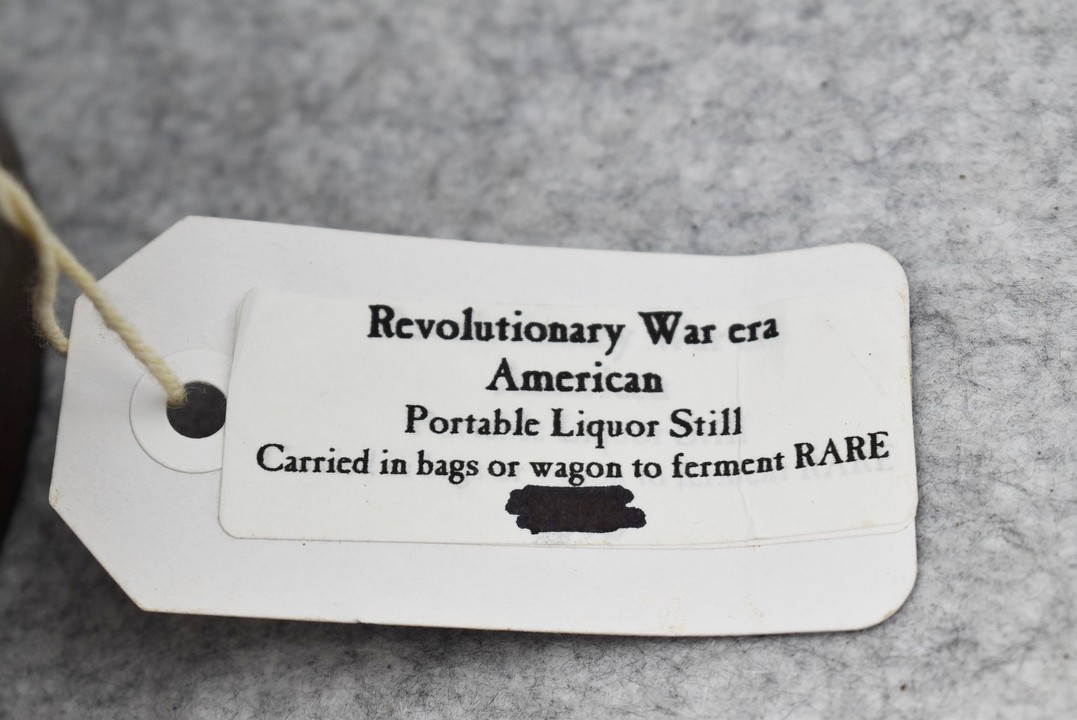 Revolutionary War era
American
Portable Liquor Still
Carried in bags or wagon to ferment RARE